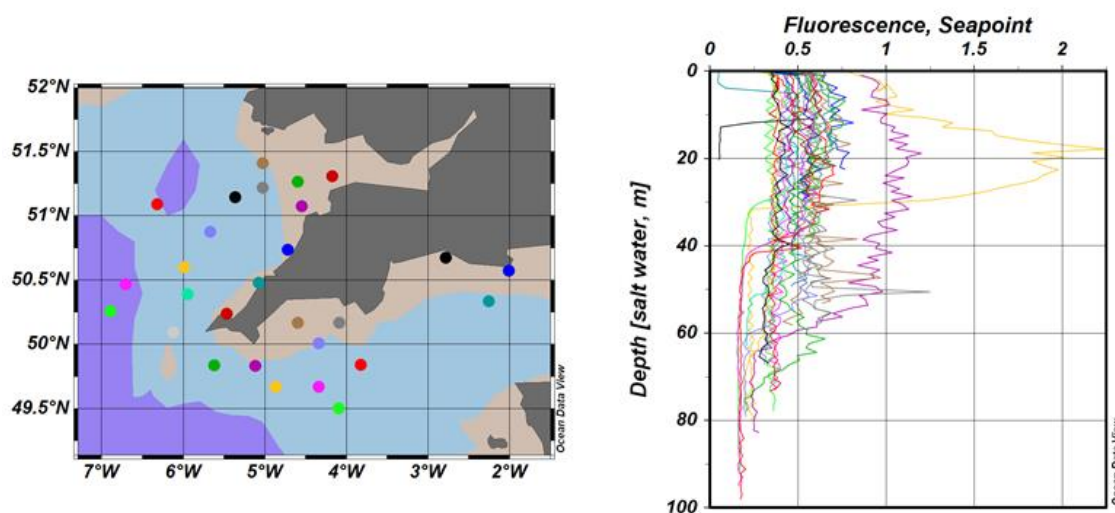 52°N
51.5°N
51°N
50.5°N
50°N
49.5°N
7°W 6°W 5°W 4°W 3°W 2°W
Ocean Data View
Fluorescence, Seapoint
0 0.5 1 1.5 2
Depth [salt water, m]
0
20
40
60
80
100